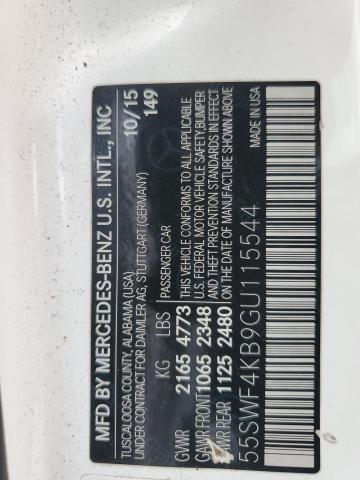 MFD BY MERCEDES-BENZ U.S. INTL., INC
TUSCALOOSA COUNTY, ALABAMA (USA) 10/15
UNDER CONTRACT FOR DAIMLER AG, STUTTGART(GERMANY) 149
KG LBS PASSENGER CAR
GVWR 2165 4773 THIS VEHICLE CONFORMS TO ALL APPLICABLE
GAWR FRONT 1065 2348 U.S. FEDERAL MOTOR VEHICLE SAFETY,BUMPER
GAWR REAR 1125 2480 AND THEFT PREVENTION STANDARDS IN EFFECT
ON THE DATE OF MANUFACTURE SHOWN ABOVE
55SWF4KB9GU115544 MADE IN USA